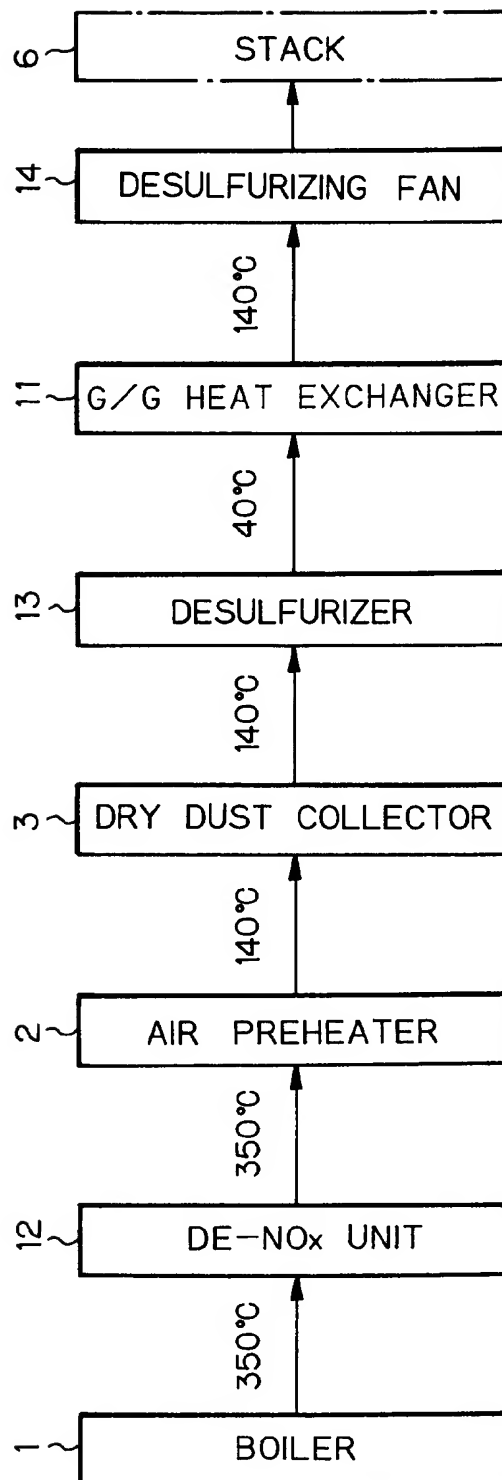 6
STACK
14
DESULFURIZING FAN
140°C
11
G/G HEAT EXCHANGER
40°C
13
DESULFURIZER
140°C
3
DRY DUST COLLECTOR
140°C
2
AIR PREHEATER
350°C
12
DE-NOx UNIT
350°C
1
BOILER